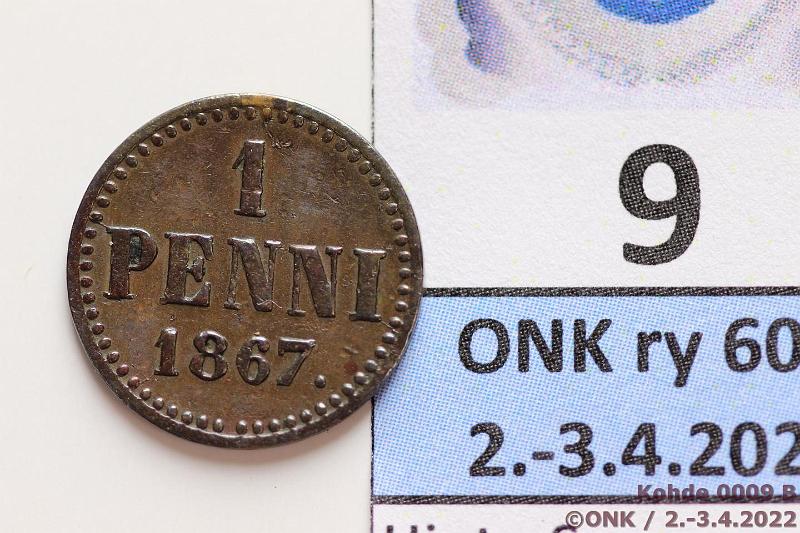 1
PENNI
1867.
9
ONK ry 60
2.-3.4.202
Kohde 0009 B
©ONK / 2.-3.4.2022